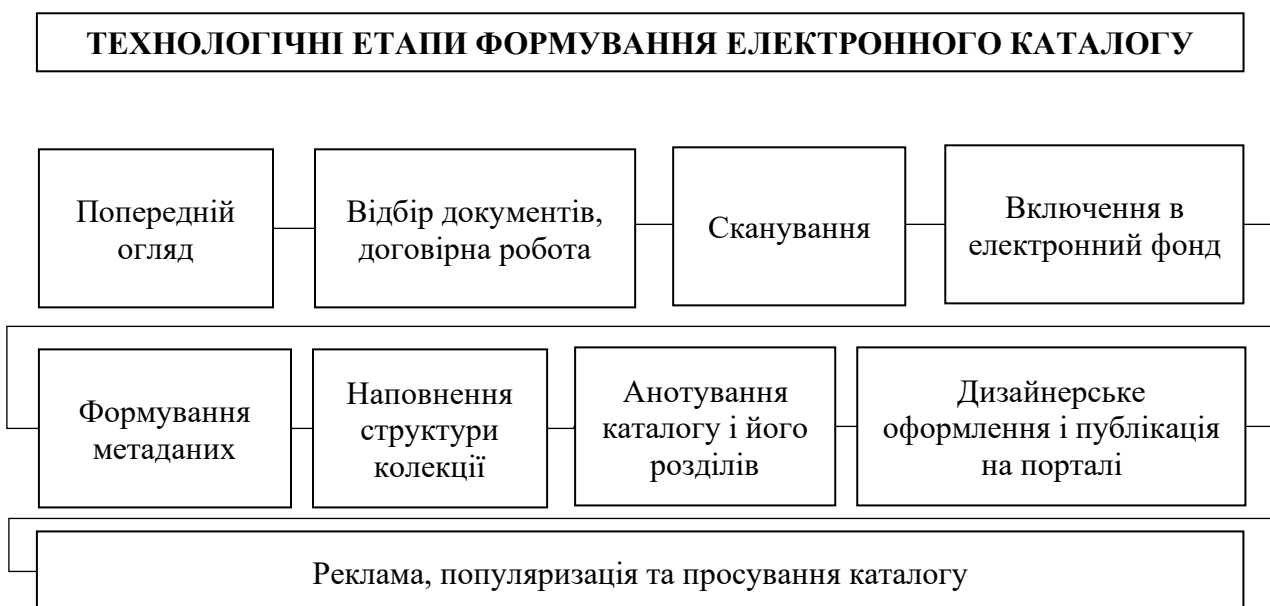 ТЕХНОЛОГІЧНІ ЕТАПИ ФОРМУВАННЯ ЕЛЕКТРОННОГО КАТАЛОГУ
Попередній
огляд
Відбір документів,
договірна робота
Сканування
Включення в
електронний фонд
Формування
метаданих
Наповнення
структури
колекції
Анотування
каталогу і його
розділів
Дизайнерське
оформлення і публікація
на порталі
Реклама, популяризація та просування каталогу